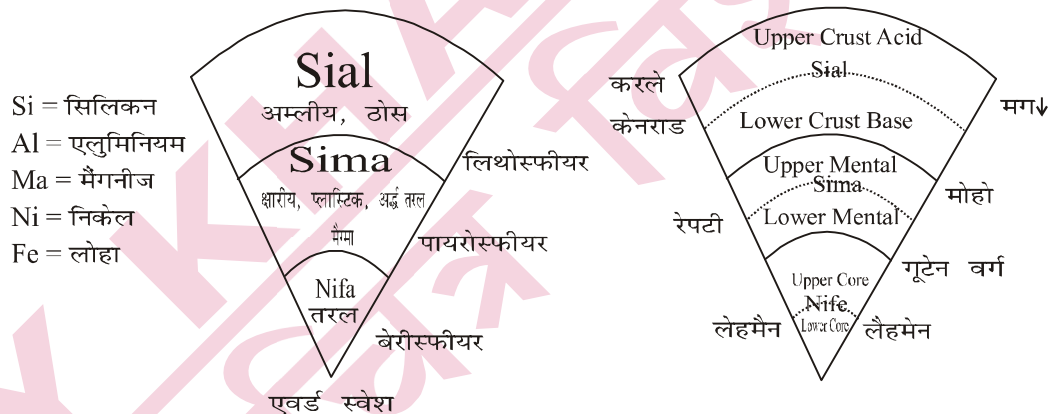 Sial
अम्लीय, ठोस
Si = सिलिकन
Al = एलुमिनियम
Ma = मैंगनीज
Ni = निकेल
Fe = लोहा
Sima
क्षारीय, प्लास्टिक, अर्द्ध तरल
मैग्मा
Nifa
तरल
लिथोस्फीयर
पायरोस्फीयर
बेरीस्फीयर
एवर्ड स्वेश
Upper Crust Acid
Sial
करले
केनराड
Lower Crust Base
मग↓
Upper Mental
Sima
Lower Mental
मोहो
रेपटी
गूटेन वर्ग
Upper Core
Nife
Lower Core
लेहमैन
लैहमेन